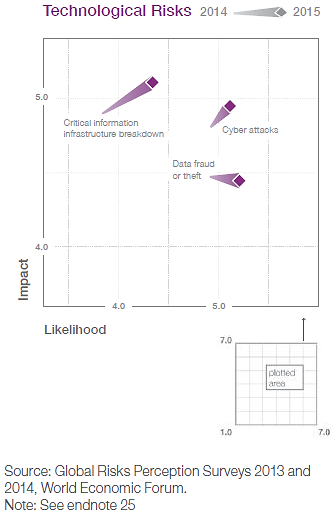 Technological Risks 2014 2015
5.0
Critical information
infrastructure breakdown
Cyber attacks
Data fraud
or theft
4.0
Impact
4.0 5.0
Likelihood
7.0
plotted
area
1.0 7.0
Source: Global Risks Perception Surveys 2013 and
2014, World Economic Forum.
Note: See endnote 25